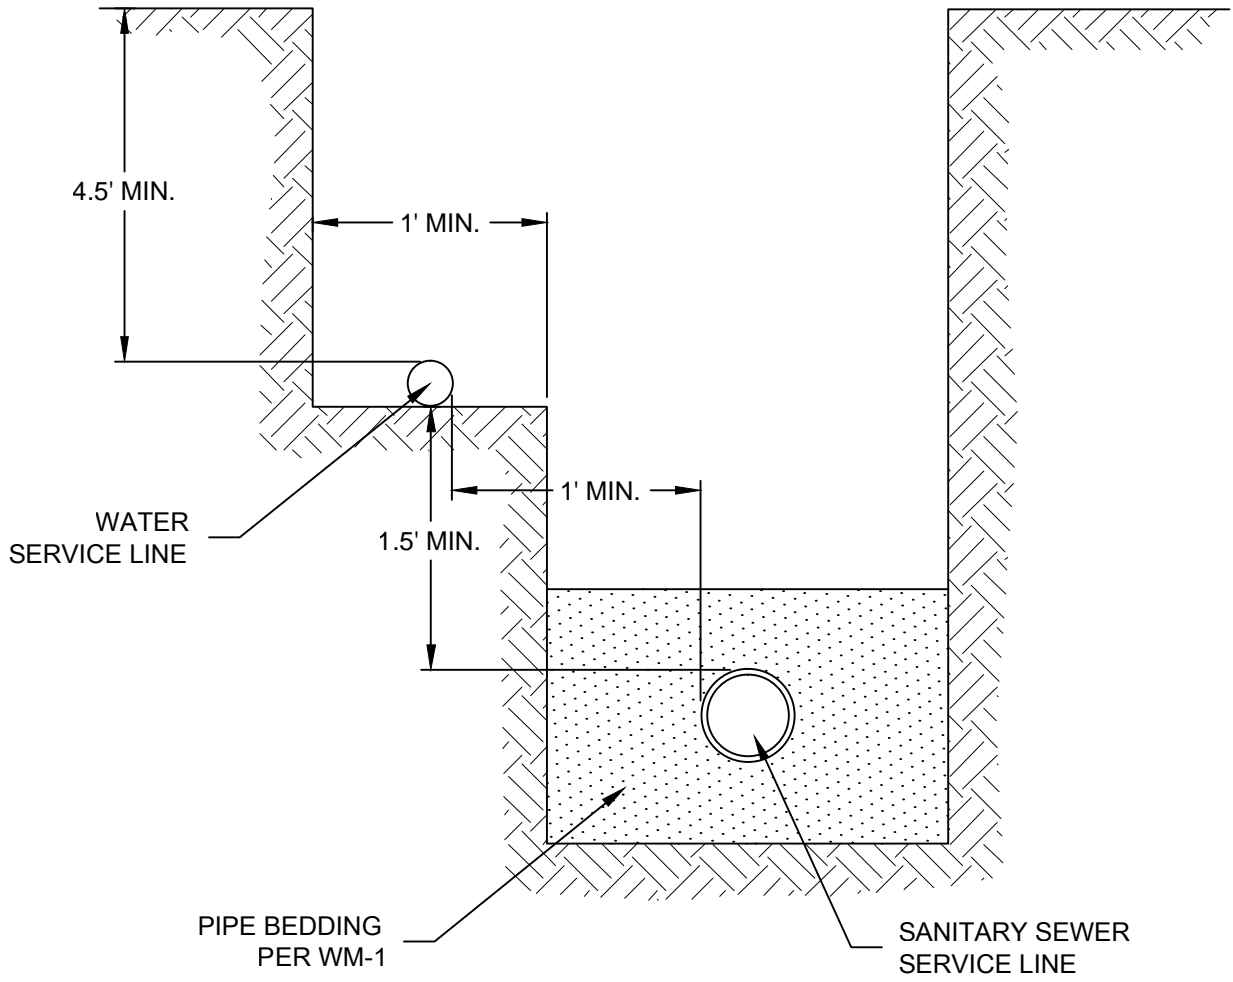 4.5' MIN.
1' MIN.
1' MIN.
WATER
SERVICE LINE
1.5' MIN.
PIPE BEDDING
PER WM-1
SANITARY SEWER
SERVICE LINE